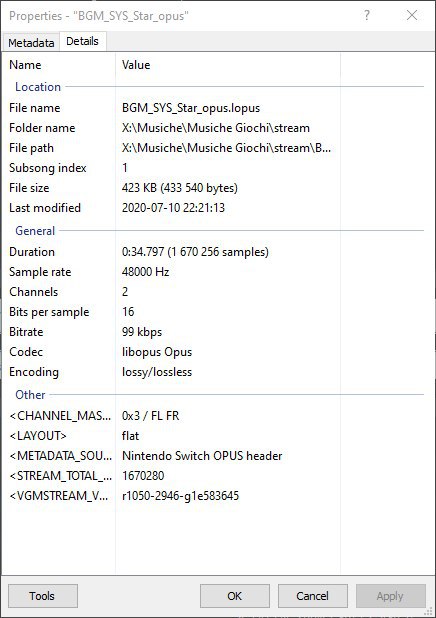 Properties - "BGM_SYS_Star_opus"
Metadata Details
Name Value
Location
File name BGM_SYS_Star_opus.lopus
Folder name X:\Musiche\Musiche Giochi\stream
File path X:\Musiche\Musiche Giochi\stream\B...
Subsong index 1
File size 423 KB (433 540 bytes)
Last modified 2020-07-10 22:21:13
General
Duration 0:34.797 (1 670 256 samples)
Sample rate 48000 Hz
Channels 2
Bits per sample 16
Bitrate 99 kbps
Codec libopus Opus
Encoding lossy/lossless
Other
<CHANNEL_MAS... 0x3 / FL FR
<LAYOUT> flat
<METADATA_SOU... Nintendo Switch OPUS header
<STREAM_TOTAL_... 1670280
<VGMSTREAM_V... r1050-2946-g1e583645
Tools OK Cancel Apply